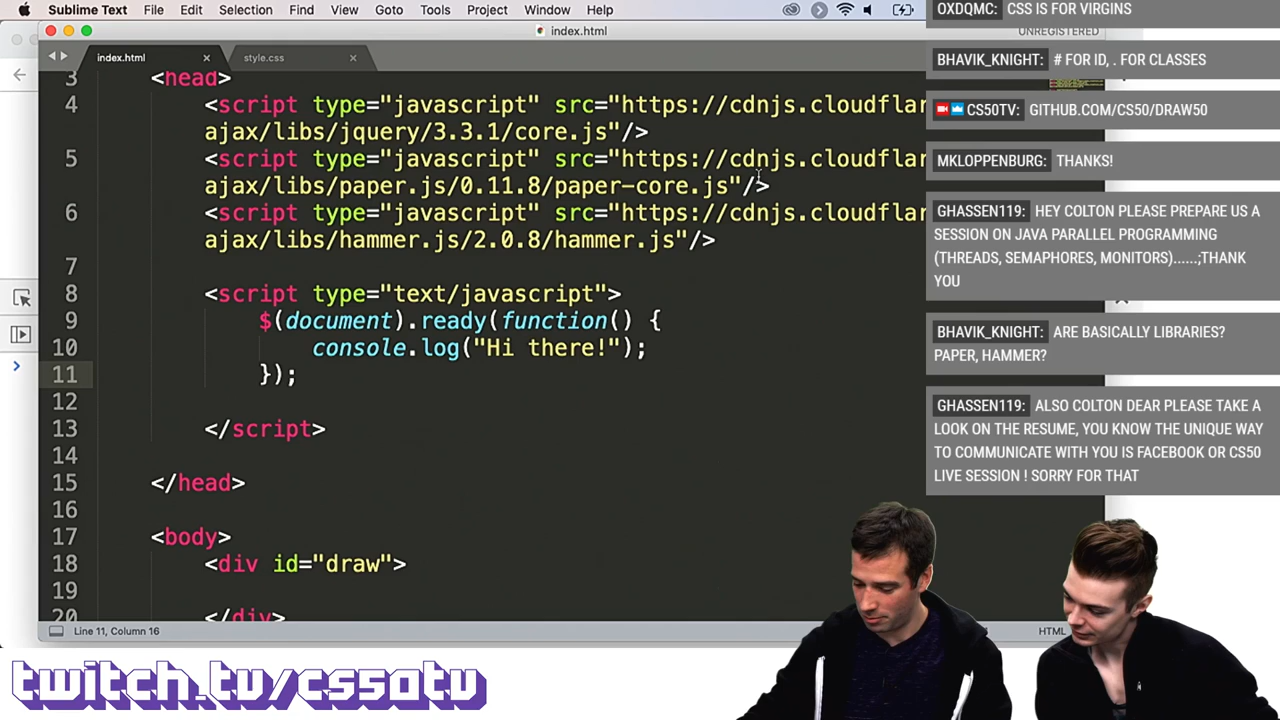 Sublime Text File Edit Selection Find View Goto Tools Project Window Help
index.html
UNREGISTERED
index.html
style.css
3 <head>
4 <script type="javascript" src="https://cdnjs.cloudflar
ajax/libs/jquery/3.3.1/core.js"/>
5 <script type="javascript" src="https://cdnjs.cloudflar
ajax/libs/paper.js/0.11.8/paper-core.js"/>
6 <script type="javascript" src="https://cdnjs.cloudflar
ajax/libs/hammer.js/2.0.8/hammer.js"/>
7
8 <script type="text/javascript">
9 $(document).ready(function() {
10 console.log("Hi there!");
11 });
12
13 </script>
14
15 </head>
16
17 <body>
18 <div id="draw">
19
20 </div>
Line 11, Column 16
HTML
OXDQMC: CSS IS FOR VIRGINS
BHAVIK_KNIGHT: # FOR ID, . FOR CLASSES
CS50TV: GITHUB.COM/CS50/DRAW50
MKLOPPENBURG: THANKS!
GHASSEN119: HEY COLTON PLEASE PREPARE US A
SESSION ON JAVA PARALLEL PROGRAMMING
(THREADS, SEMAPHORES, MONITORS)......;THANK
YOU
BHAVIK_KNIGHT: ARE BASICALLY LIBRARIES?
PAPER, HAMMER?
GHASSEN119: ALSO COLTON DEAR PLEASE TAKE A
LOOK ON THE RESUME, YOU KNOW THE UNIQUE WAY
TO COMMUNICATE WITH YOU IS FACEBOOK OR CS50
LIVE SESSION ! SORRY FOR THAT
twitch.tv/cs50tv